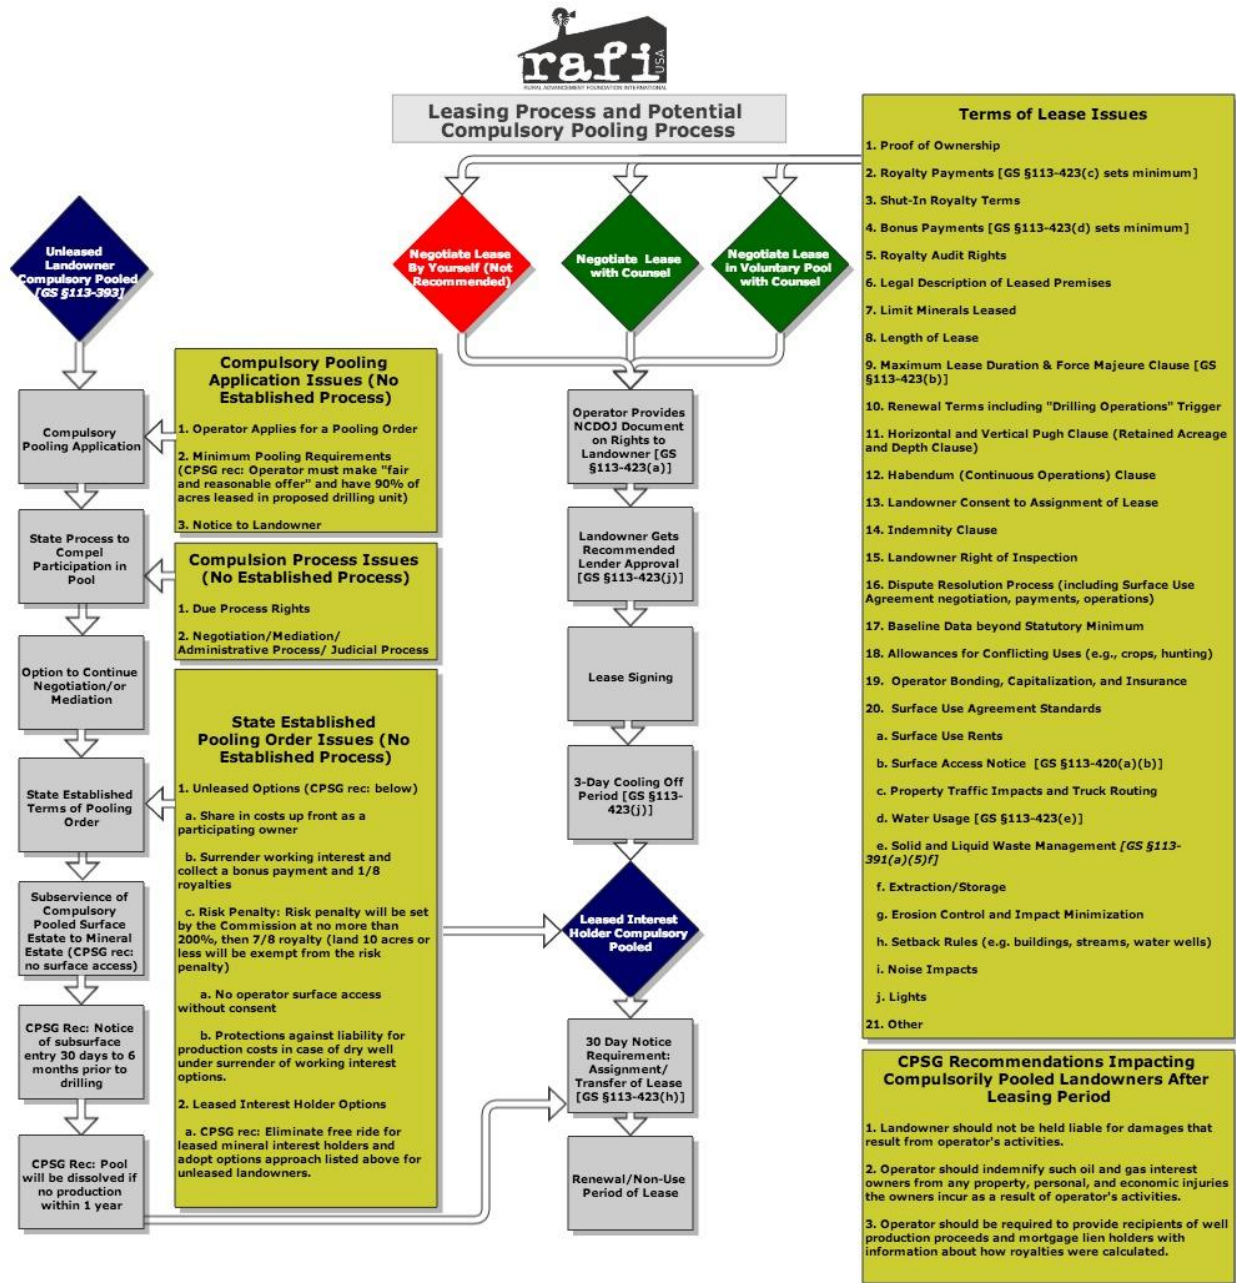 rafi
USA
RURAL ADVANCEMENT FOUNDATION INTERNATIONAL
Leasing Process and Potential
Compulsory Pooling Process
Unleased
Landowner
Compulsory Pooled
[GS §113-393]
Compulsory
Pooling Application
State Process to
Compel
Participation in
Pool
Option to Continue
Negotiation/or
Mediation
State Established
Terms of Pooling
Order
Subservience of
Compulsory
Pooled Surface
Estate to Mineral
Estate (CPSG rec:
no surface access)
CPSG Rec: Notice
of subsurface
entry 30 days to 6
months prior to
drilling
CPSG Rec: Pool
will be dissolved if
no production
within 1 year
Compulsory Pooling
Application Issues (No
Established Process)
1. Operator Applies for a Pooling Order
2. Minimum Pooling Requirements
(CPSG rec: Operator must make "fair
and reasonable offer" and have 90% of
acres leased in proposed drilling unit)
3. Notice to Landowner
Compulsion Process Issues
(No Established Process)
1. Due Process Rights
2. Negotiation/Mediation/
Administrative Process/ Judicial Process
State Established
Pooling Order Issues (No
Established Process)
1. Unleased Options (CPSG rec: below)
a. Share in costs up front as a
participating owner
b. Surrender working interest and
collect a bonus payment and 1/8
royalties
c. Risk Penalty: Risk penalty will be set
by the Commission at no more than
200%, then 7/8 royalty (land 10 acres or
less will be exempt from the risk
penalty)
a. No operator surface access
without consent
b. Protections against liability for
production costs in case of dry well
under surrender of working interest
options.
2. Leased Interest Holder Options
a. CPSG rec: Eliminate free ride for
leased mineral interest holders and
adopt options approach listed above for
unleased landowners.
Negotiate Lease
By Yourself (Not
Recommended)
Negotiate Lease
with Counsel
Negotiate Lease
in Voluntary Pool
with Counsel
Operator Provides
NCDOJ Document
on Rights to
Landowner [GS
§113-423(a)]
Landowner Gets
Recommended
Lender Approval
[GS §113-423(j)]
Lease Signing
3-Day Cooling Off
Period [GS §113-
423(j)]
Leased Interest
Holder Compulsory
Pooled
30 Day Notice
Requirement:
Assignment/
Transfer of Lease
[GS §113-423(h)]
Renewal/Non-Use
Period of Lease
Terms of Lease Issues
1. Proof of Ownership
2. Royalty Payments [GS §113-423(c) sets minimum]
3. Shut-In Royalty Terms
4. Bonus Payments [GS §113-423(d) sets minimum]
5. Royalty Audit Rights
6. Legal Description of Leased Premises
7. Limit Minerals Leased
8. Length of Lease
9. Maximum Lease Duration & Force Majeure Clause [GS
§113-423(b)]
10. Renewal Terms including "Drilling Operations" Trigger
11. Horizontal and Vertical Pugh Clause (Retained Acreage
and Depth Clause)
12. Habendum (Continuous Operations) Clause
13. Landowner Consent to Assignment of Lease
14. Indemnity Clause
15. Landowner Right of Inspection
16. Dispute Resolution Process (including Surface Use
Agreement negotiation, payments, operations)
17. Baseline Data beyond Statutory Minimum
18. Allowances for Conflicting Uses (e.g., crops, hunting)
19. Operator Bonding, Capitalization, and Insurance
20. Surface Use Agreement Standards
a. Surface Use Rents
b. Surface Access Notice [GS §113-420(a)(b)]
c. Property Traffic Impacts and Truck Routing
d. Water Usage [GS §113-423(e)]
e. Solid and Liquid Waste Management [GS §113-
391(a)(5)f]
f. Extraction/Storage
g. Erosion Control and Impact Minimization
h. Setback Rules (e.g. buildings, streams, water wells)
i. Noise Impacts
j. Lights
21. Other
CPSG Recommendations Impacting
Compulsorily Pooled Landowners After
Leasing Period
1. Landowner should not be held liable for damages that
result from operator's activities.
2. Operator should indemnify such oil and gas interest
owners from any property, personal, and economic injuries
the owners incur as a result of operator's activities.
3. Operator should be required to provide recipients of well
production proceeds and mortgage lien holders with
information about how royalties were calculated.